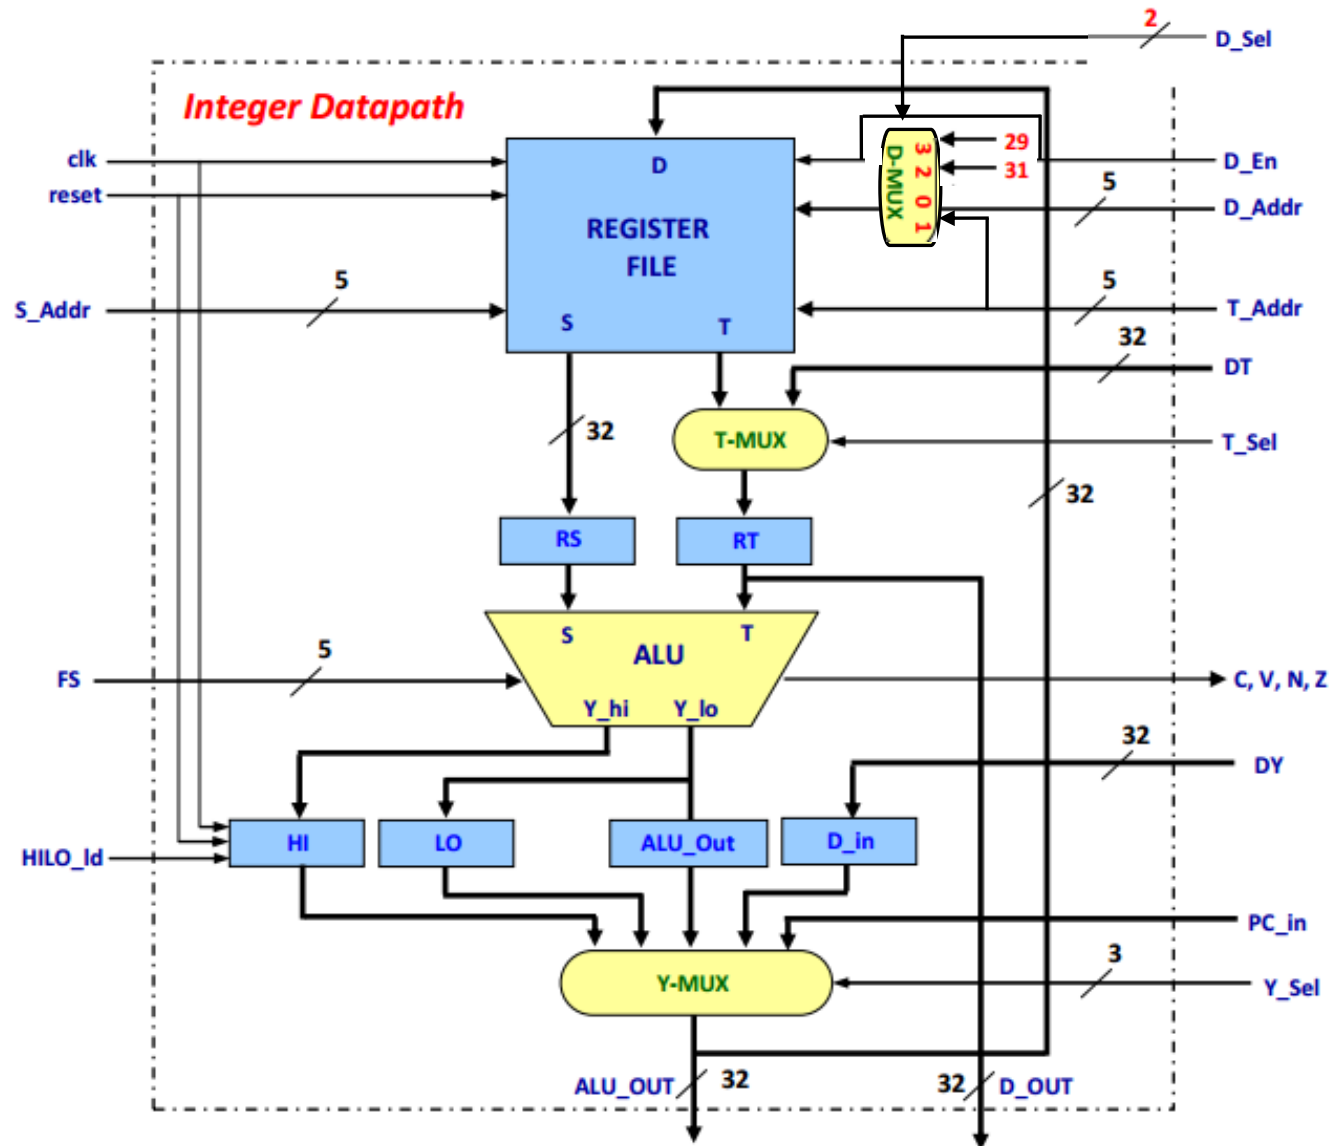 2
D_Sel
Integer Datapath
clk
D
29
3
D_En
D-MUX
31
2
reset
5
0
D_Addr
REGISTER
1
FILE
5
5
S_Addr
T_Addr
S
T
32
DT
32
T-MUX
T_Sel
32
RS
RT
S
T
5
ALU
FS
C, V, N, Z
Y_hi
Y_lo
32
DY
HI
LO
ALU_Out
D_in
HILO_ld
PC_in
3
Y-MUX
Y_Sel
ALU_OUT
32
32
D_OUT